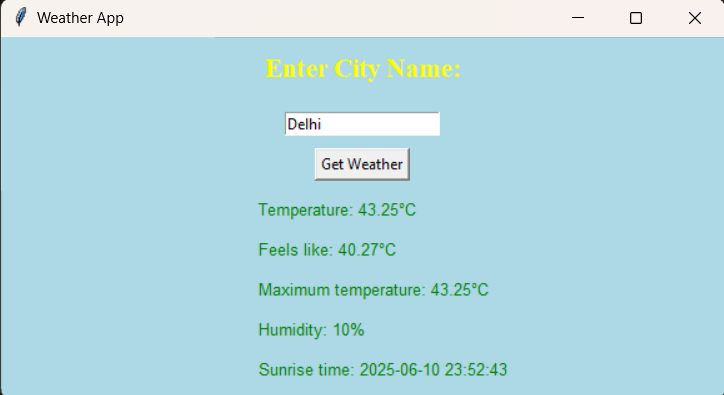 Weather App
Enter City Name:
Delhi
Get Weather
Temperature: 43.25°C
Feels like: 40.27°C
Maximum temperature: 43.25°C
Humidity: 10%
Sunrise time: 2025-06-10 23:52:43